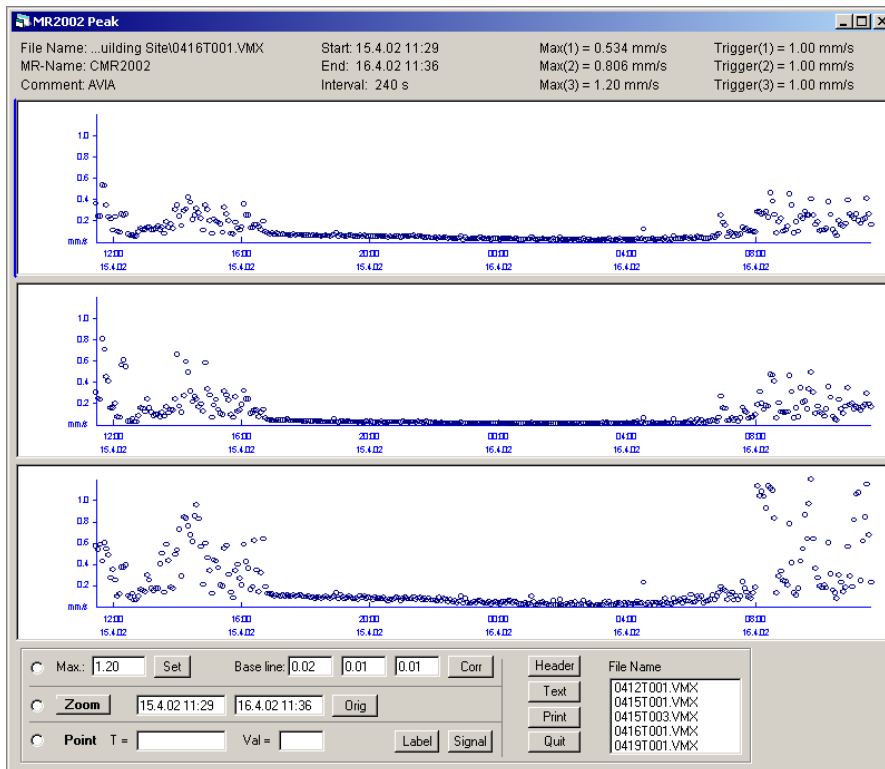 MR2002 Peak
File Name: ...uilding Site\0416T001.VMX Start: 15.4.02 11:29 Max(1) = 0.534 mm/s Trigger(1) = 1.00 mm/s
MR-Name: CMR2002 End: 16.4.02 11:36 Max(2) = 0.806 mm/s Trigger(2) = 1.00 mm/s
Comment: AVIA Interval: 240 s Max(3) = 1.20 mm/s Trigger(3) = 1.00 mm/s
1.0
0.8
0.6
0.4
0.2
mm/s
12:00 16:00 20:00 00:00 04:00 08:00
15.4.02 15.4.02 15.4.02 16.4.02 16.4.02 16.4.02
1.0
0.8
0.6
0.4
0.2
mm/s
12:00 16:00 20:00 00:00 04:00 08:00
15.4.02 15.4.02 15.4.02 16.4.02 16.4.02 16.4.02
1.0
0.8
0.6
0.4
0.2
mm/s
12:00 16:00 20:00 00:00 04:00 08:00
15.4.02 15.4.02 15.4.02 16.4.02 16.4.02 16.4.02
Max.: 1.20 Set Base line: 0.02 0.01 0.01 Corr
Zoom 15.4.02 11:29 16.4.02 11:36 Orig
Point T = Val = Label Signal
Header
Text
Print
Quit
File Name
0412T001.VMX
0415T001.VMX
0415T003.VMX
0416T001.VMX
0419T001.VMX